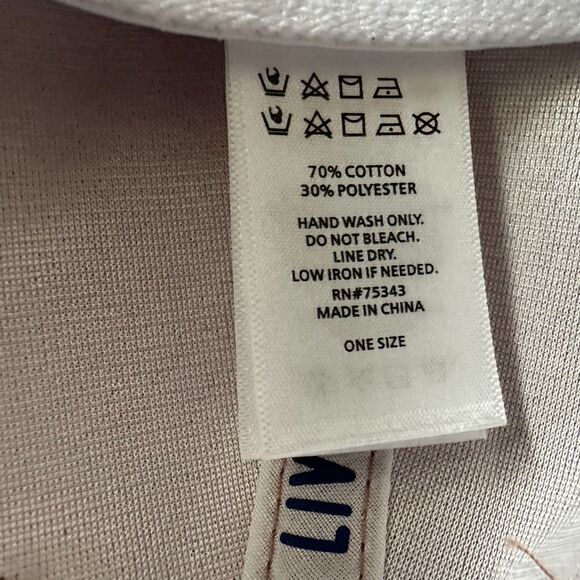 70% COTTON
30% POLYESTER
HAND WASH ONLY.
DO NOT BLEACH.
LINE DRY.
LOW IRON IF NEEDED.
RN#75343
MADE IN CHINA
ONE SIZE